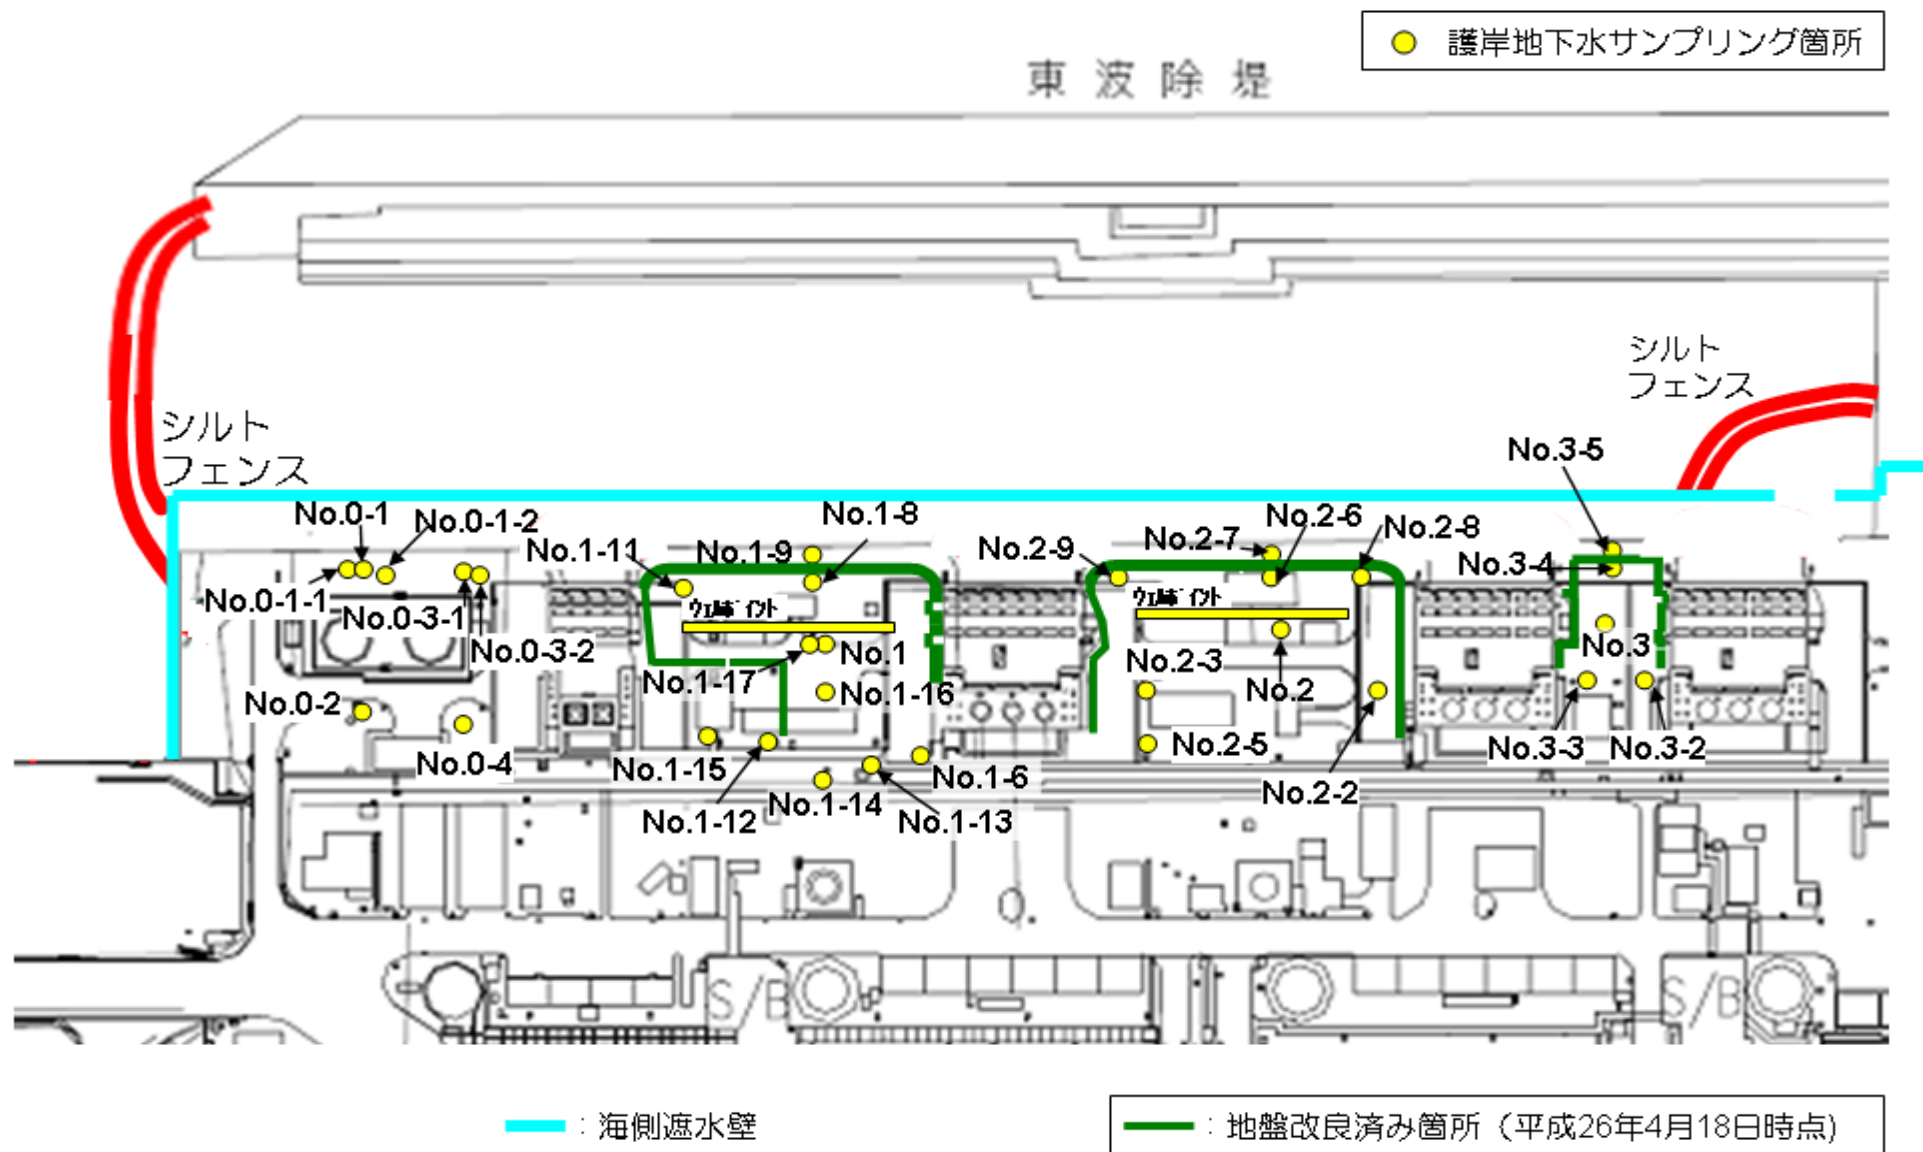 護岸地下水サンプリング箇所
東波除堤
シルト
フェンス
シルト
フェンス
No.3-5
No.0-1
No.0-1-2
No.1-8
No.2-6
No.2-8
No.1-11
No.1-9
No.2-9
No.2-7
No.3-4
No.0-1-1
No.0-3-1
ウェルポイント
ウェルポイント
No.0-3-2
No.1
No.3
No.1-17
No.2-3
No.1-16
No.2
No.0-2
No.0-4
No.1-15
No.2-5
No.3-3
No.3-2
No.1-6
No.1-14
No.2-2
No.1-12
No.1-13
S/B
S/B
：海側遮水壁
：地盤改良済み箇所（平成26年4月18日時点)